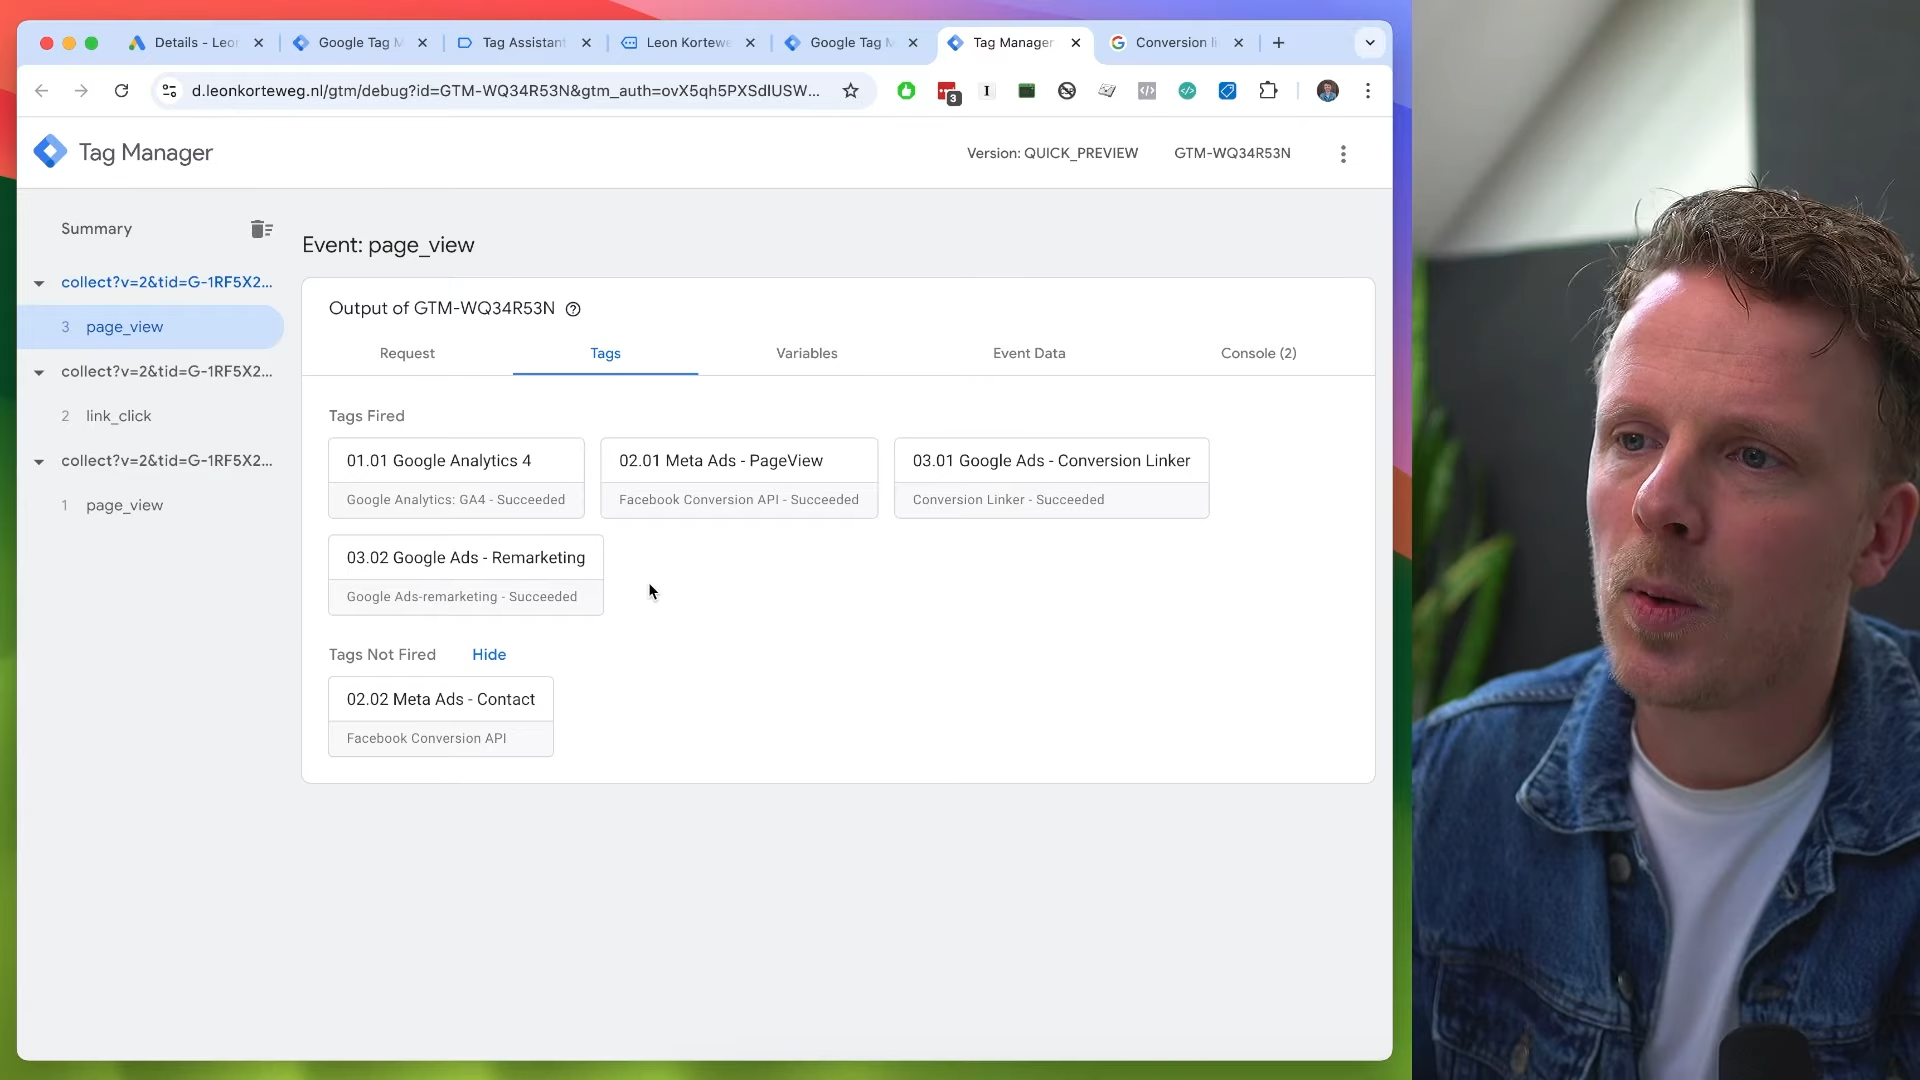 Details - Leon
Google Tag M
Tag Assistant
Leon Kortewe
Google Tag M
Tag Manager
Conversion li
d.leonkorteweg.nl/gtm/debug?id=GTM-WQ34R53N&gtm_auth=ovX5qh5PXSdIUSW...
3
Tag Manager
Version: QUICK_PREVIEW
GTM-WQ34R53N
Summary
collect?v=2&tid=G-1RF5X2...
3 page_view
collect?v=2&tid=G-1RF5X2...
2 link_click
collect?v=2&tid=G-1RF5X2...
1 page_view
Event: page_view
Output of GTM-WQ34R53N
Request
Tags
Variables
Event Data
Console (2)
Tags Fired
01.01 Google Analytics 4
Google Analytics: GA4 - Succeeded
02.01 Meta Ads - PageView
Facebook Conversion API - Succeeded
03.01 Google Ads - Conversion Linker
Conversion Linker - Succeeded
03.02 Google Ads - Remarketing
Google Ads-remarketing - Succeeded
Tags Not Fired Hide
02.02 Meta Ads - Contact
Facebook Conversion API